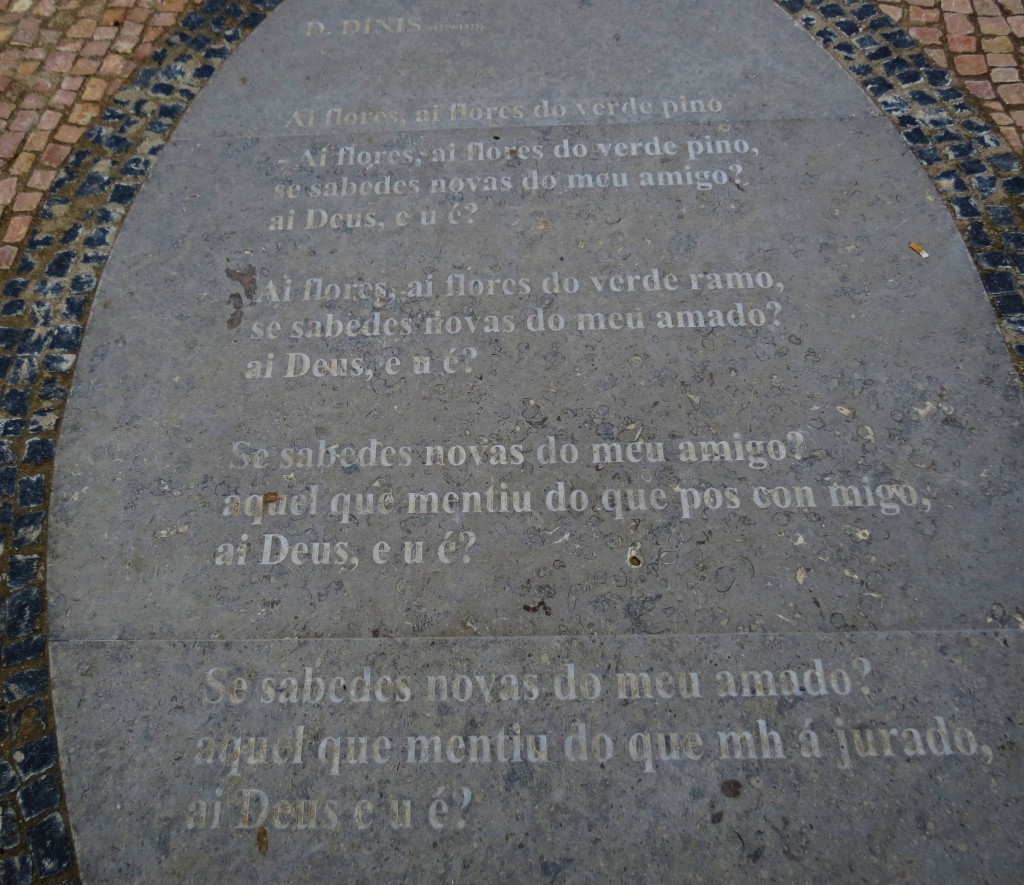 D. DINIS
Ai flores, ai flores do verde pino
- Ai flores, ai flores do verde pino,
se sabedes novas do meu amigo?
ai Deus, e u é?
Ai flores, ai flores do verde ramo,
se sabedes novas do meu amado?
ai Deus, e u é?
Se sabedes novas do meu amigo?
aquel que mentiu do que pos con migo,
ai Deus, e u é?
Se sabedes novas do meu amado?
aquel que mentiu do que mh á jurado,
ai Deus e u é?